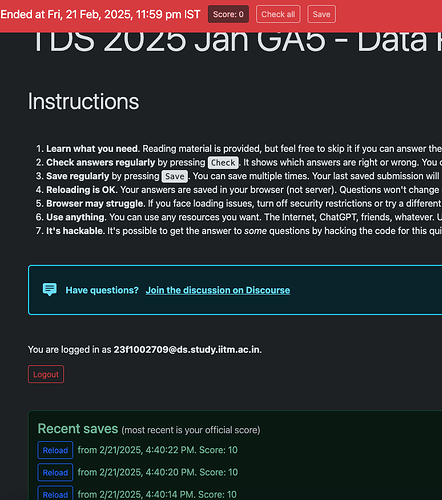 Ended at Fri, 21 Feb, 2025, 11:59 pm IST Score: 0 Check all Save
TDS 2025 Jan GA5 - Data
Instructions
1. Learn what you need. Reading material is provided, but feel free to skip it if you can answer the
2. Check answers regularly by pressing Check. It shows which answers are right or wrong. You
3. Save regularly by pressing Save. You can save multiple times. Your last saved submission will
4. Reloading is OK. Your answers are saved in your browser (not server). Questions won't change
5. Browser may struggle. If you face loading issues, turn off security restrictions or try a different
6. Use anything. You can use any resources you want. The Internet, ChatGPT, friends, whatever.
7. It's hackable. It's possible to get the answer to some questions by hacking the code for this
Have questions? Join the discussion on Discourse
You are logged in as 23f1002709@ds.study.iitm.ac.in.
Logout
Recent saves (most recent is your official score)
Reload from 2/21/2025, 4:40:22 PM. Score: 10
Reload from 2/21/2025, 4:40:20 PM. Score: 10
Reload from 2/21/2025, 4:40:14 PM. Score: 10